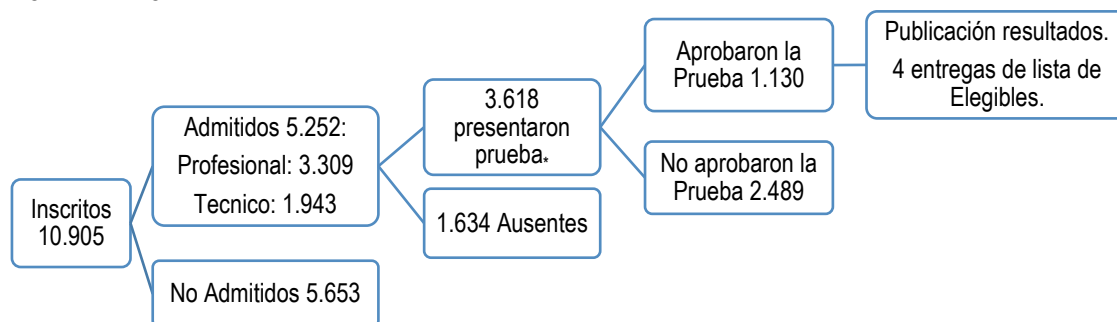 Inscritos
10.905
Admitidos 5.252:
Profesional: 3.309
Tecnico: 1.943
No Admitidos 5.653
3.618
presentaron
prueba*
1.634 Ausentes
Aprobaron la
Prueba 1.130
No aprobaron la
Prueba 2.489
Publicación resultados.
4 entregas de lista de
Elegibles.